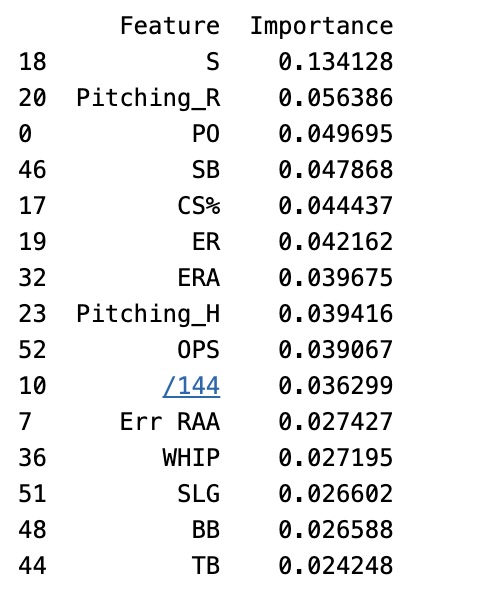 Feature Importance
18 S 0.134128
20 Pitching_R 0.056386
0 PO 0.049695
46 SB 0.047868
17 CS% 0.044437
19 ER 0.042162
32 ERA 0.039675
23 Pitching_H 0.039416
52 OPS 0.039067
10 /144 0.036299
7 Err RAA 0.027427
36 WHIP 0.027195
51 SLG 0.026602
48 BB 0.026588
44 TB 0.024248